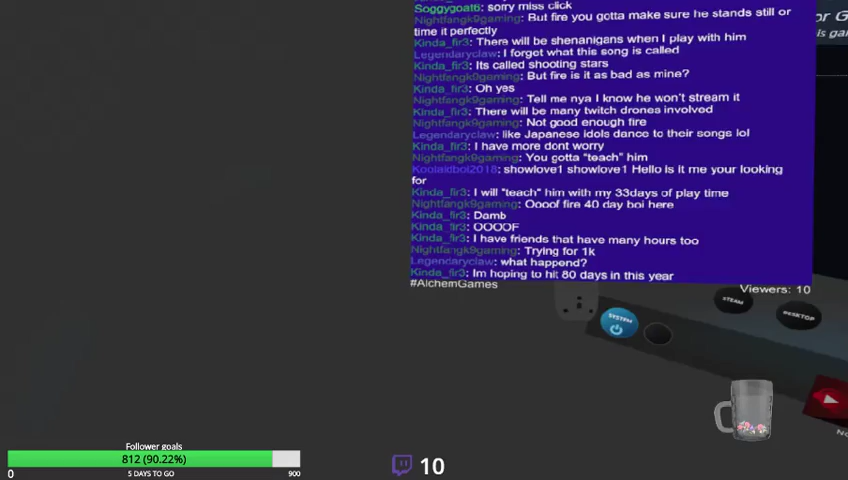 Soggygoat6: sorry miss click
Nightfangk9gaming: But fire you gotta make sure he stands still or
time it perfectly
Kinda_fir3: There will be shenanigans when I play with him
Legendaryclaw: I forget what this song is called
Kinda_fir3: Its called shooting stars
Nightfangk9gaming: But fire is it as bad as mine?
Kinda_fir3: Oh yes
Nightfangk9gaming: Tell me nya I know he won't stream it
Kinda_fir3: There will be many twitch drones involved
Nightfangk9gaming: Not good enough fire
Legendaryclaw: like Japanese idols dance to their songs lol
Kinda_fir3: I have more dont worry
Nightfangk9gaming: You gotta "teach" him
Koolaidboi2018: showlove1 showlove1 Hello is it me your looking
for
Kinda_fir3: I will "teach" him with my 33days of play time
Nightfangk9gaming: Oooof fire 40 day boi here
Kinda_fir3: Damb
Kinda_fir3: OOOOF
Kinda_fir3: I have friends that have many hours too
Nightfangk9gaming: Trying for 1k
Legendaryclaw: what happend?
Kinda_fir3: Im hoping to hit 80 days in this year
#AlchemGames
Viewers: 10
or G
is gar
SYSTEM
STEAM
DESKTOP
No
Follower goals
812 (90.22%)
0
5 DAYS TO GO
900
10